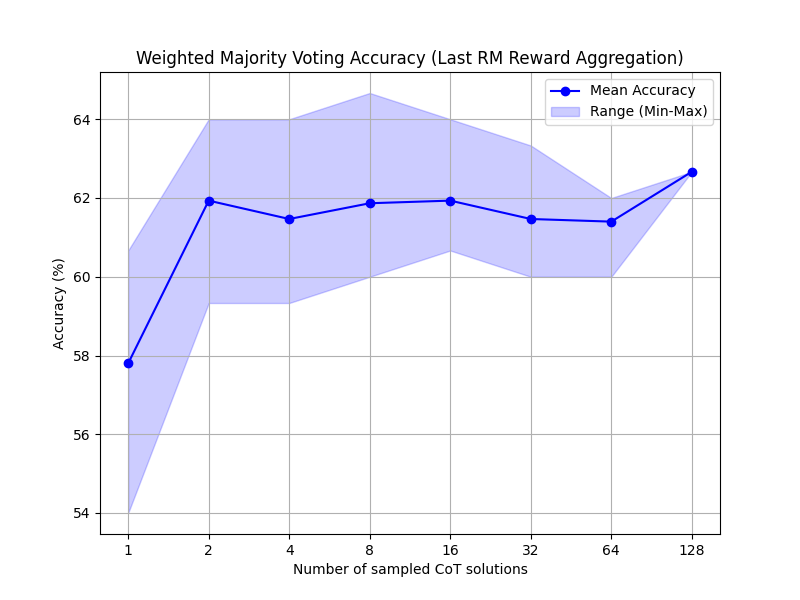 Weighted Majority Voting Accuracy (Last RM Reward Aggregation)
Mean Accuracy
Range (Min-Max)
Accuracy (%)
64
62
60
58
56
54
1 2 4 8 16 32 64 128
Number of sampled CoT solutions